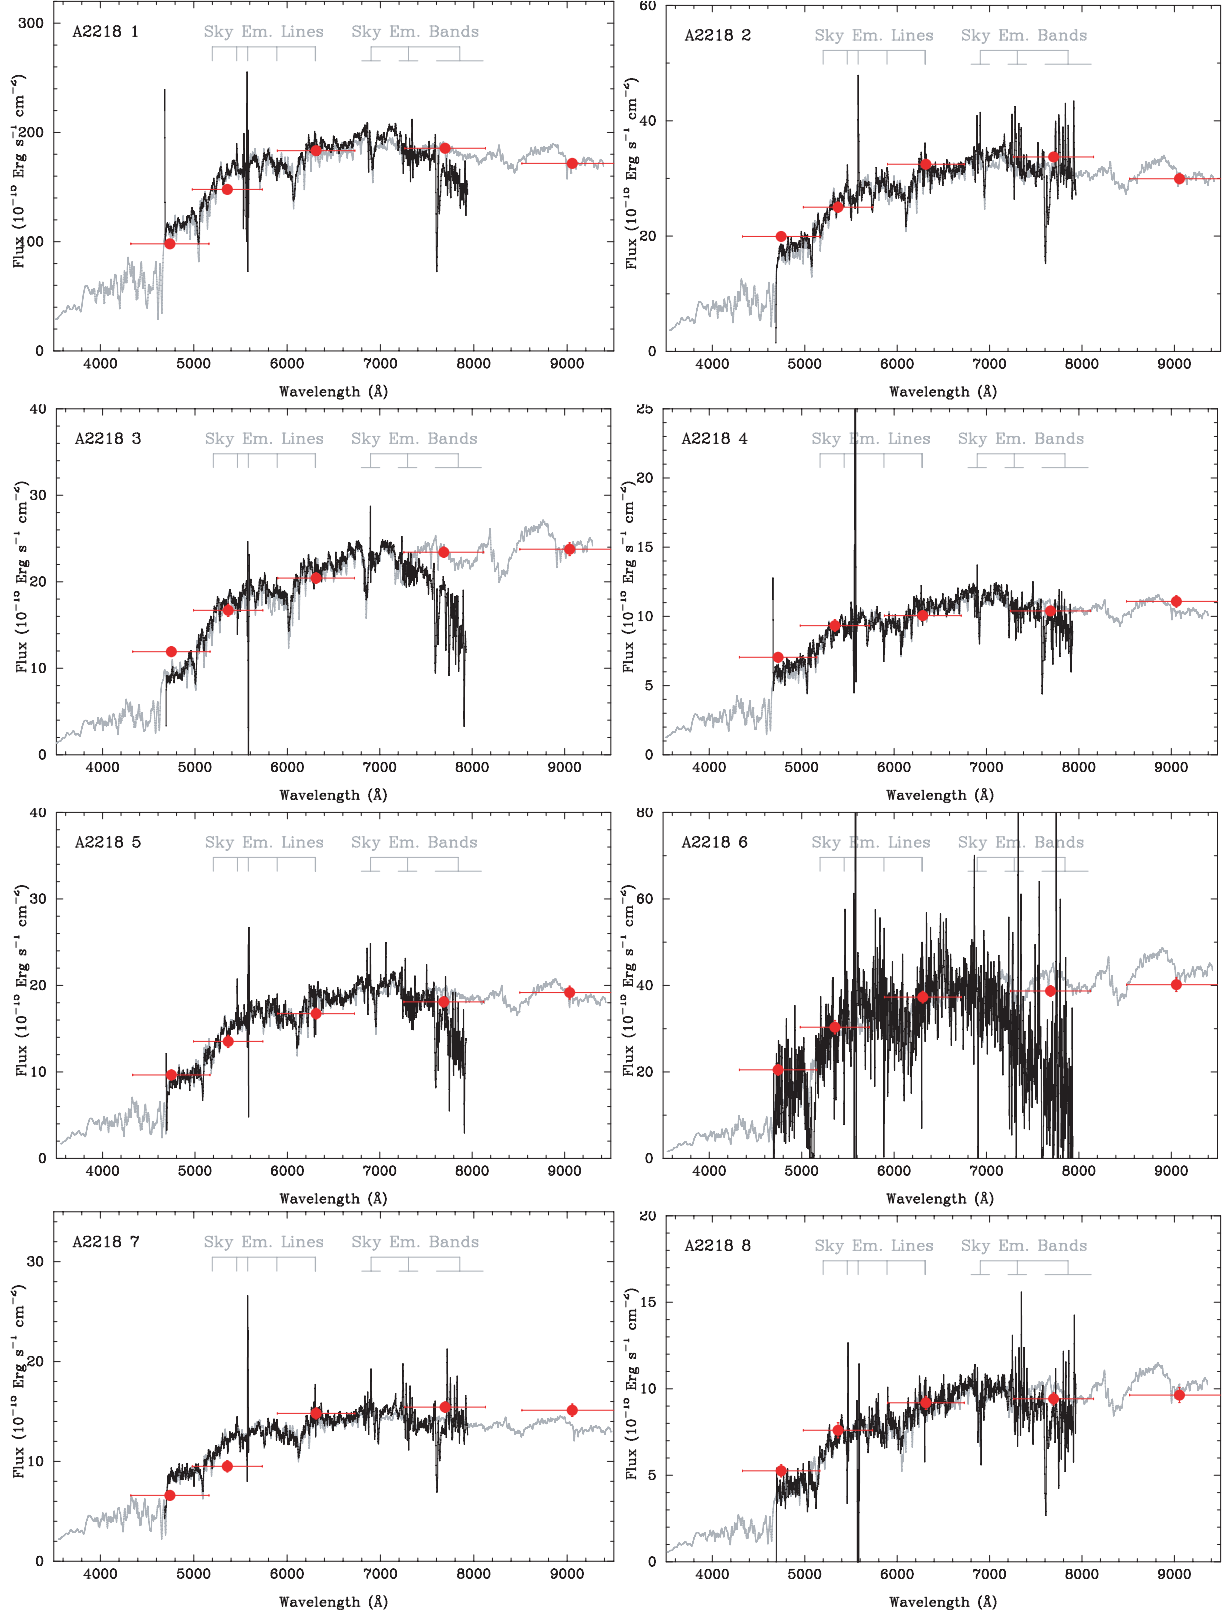 A2218 1
Sky Em. Lines
Sky Em. Bands
300
200
100
0
Flux (10⁻¹⁸ Erg s⁻¹ cm⁻²)
4000 5000 6000 7000 8000 9000
Wavelength (Å)
A2218 2
Sky Em. Lines
Sky Em. Bands
60
40
20
0
Flux (10⁻¹⁸ Erg s⁻¹ cm⁻²)
4000 5000 6000 7000 8000 9000
Wavelength (Å)
A2218 3
Sky Em. Lines
Sky Em. Bands
40
30
20
10
0
Flux (10⁻¹⁸ Erg s⁻¹ cm⁻²)
4000 5000 6000 7000 8000 9000
Wavelength (Å)
A2218 4
Sky Em. Lines
Sky Em. Bands
25
20
15
10
5
0
Flux (10⁻¹⁸ Erg s⁻¹ cm⁻²)
4000 5000 6000 7000 8000 9000
Wavelength (Å)
A2218 5
Sky Em. Lines
Sky Em. Bands
40
30
20
10
0
Flux (10⁻¹⁸ Erg s⁻¹ cm⁻²)
4000 5000 6000 7000 8000 9000
Wavelength (Å)
A2218 6
Sky Em. Lines
Sky Em. Bands
80
60
40
20
0
Flux (10⁻¹⁸ Erg s⁻¹ cm⁻²)
4000 5000 6000 7000 8000 9000
Wavelength (Å)
A2218 7
Sky Em. Lines
Sky Em. Bands
30
20
10
0
Flux (10⁻¹⁸ Erg s⁻¹ cm⁻²)
4000 5000 6000 7000 8000 9000
Wavelength (Å)
A2218 8
Sky Em. Lines
Sky Em. Bands
20
15
10
5
0
Flux (10⁻¹⁸ Erg s⁻¹ cm⁻²)
4000 5000 6000 7000 8000 9000
Wavelength (Å)